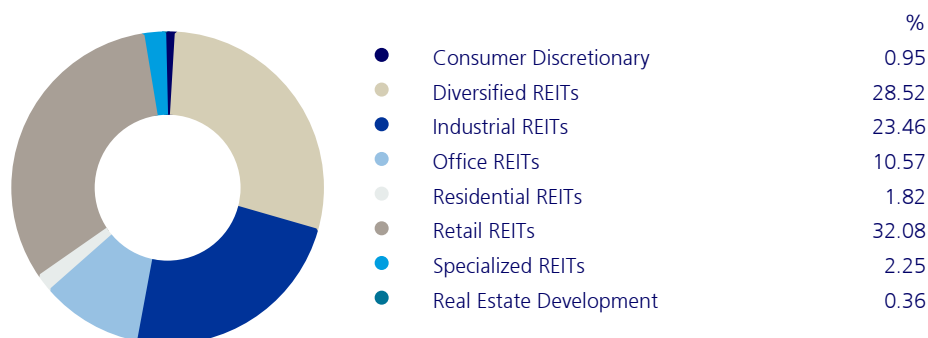 %
Consumer Discretionary 0.95
Diversified REITs 28.52
Industrial REITs 23.46
Office REITs 10.57
Residential REITs 1.82
Retail REITs 32.08
Specialized REITs 2.25
Real Estate Development 0.36